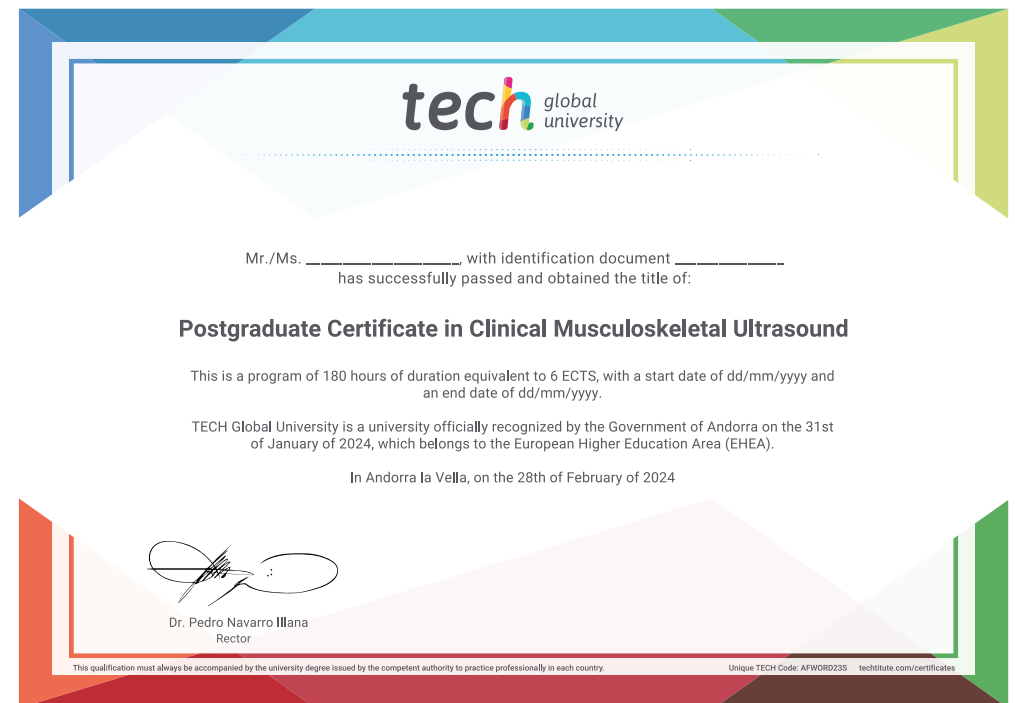 tech global university
Mr./Ms. ____________________, with identification document ______________
has successfully passed and obtained the title of:
Postgraduate Certificate in Clinical Musculoskeletal Ultrasound
This is a program of 180 hours of duration equivalent to 6 ECTS, with a start date of dd/mm/yyyy and
an end date of dd/mm/yyyy.
TECH Global University is a university officially recognized by the Government of Andorra on the 31st
of January of 2024, which belongs to the European Higher Education Area (EHEA).
In Andorra la Vella, on the 28th of February of 2024
Dr. Pedro Navarro Illana
Rector
This qualification must always be accompanied by the university degree issued by the competent authority to practice professionally in each country. Unique TECH Code: AFWORD23S techtitute.com/certificates